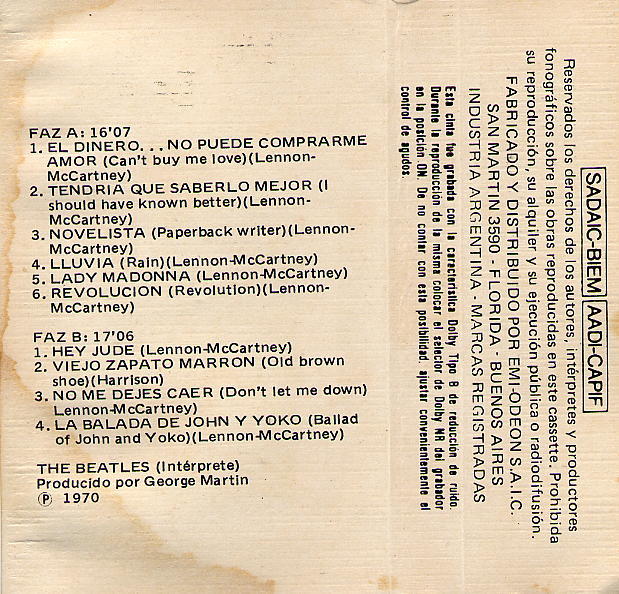 FAZ A: 16'07
1. EL DINERO. . . NO PUEDE COMPRARME
AMOR (Can't buy me love)(Lennon-
McCartney)
2. TENDRIA QUE SABERLO MEJOR (I
should have known better)(Lennon-
McCartney)
3. NOVELISTA (Paperback writer)(Lennon-
McCartney)
4. LLUVIA (Rain)(Lennon-McCartney)
5. LADY MADONNA (Lennon-McCartney)
6. REVOLUCION (Revolution)(Lennon-
McCartney)
FAZ B: 17'06
1. HEY JUDE (Lennon-McCartney)
2. VIEJO ZAPATO MARRON (Old brown
shoe)(Harrison)
3. NO ME DEJES CAER (Don't let me down)
Lennon-McCartney)
4. LA BALADA DE JOHN Y YOKO (Ballad
of John and Yoko)(Lennon-McCartney)
THE BEATLES (Intérprete)
Producido por George Martin
Ⓟ 1970
SADAIC-BIEM AADI-CAPIF
Reservados los derechos de los autores, intérpretes y productores
fonográficos sobre las obras reproducidas en este cassette. Prohibida
su reproducción, su alquiler y su ejecución pública o radiodifusión.
FABRICADO Y DISTRIBUIDO POR EMI-ODEON S.A.I.C.
SAN MARTIN 3590 - FLORIDA - BUENOS AIRES
INDUSTRIA ARGENTINA - MARCAS REGISTRADAS
Esta cinta fue grabada con la característica Dolby Tipo B de reducción de ruido.
Durante la reproducción de la misma colocar el selector de Dolby NR del grabador
en la posición ON. De no contar con esta posibilidad, ajustar convenientemente el
control de agudos.